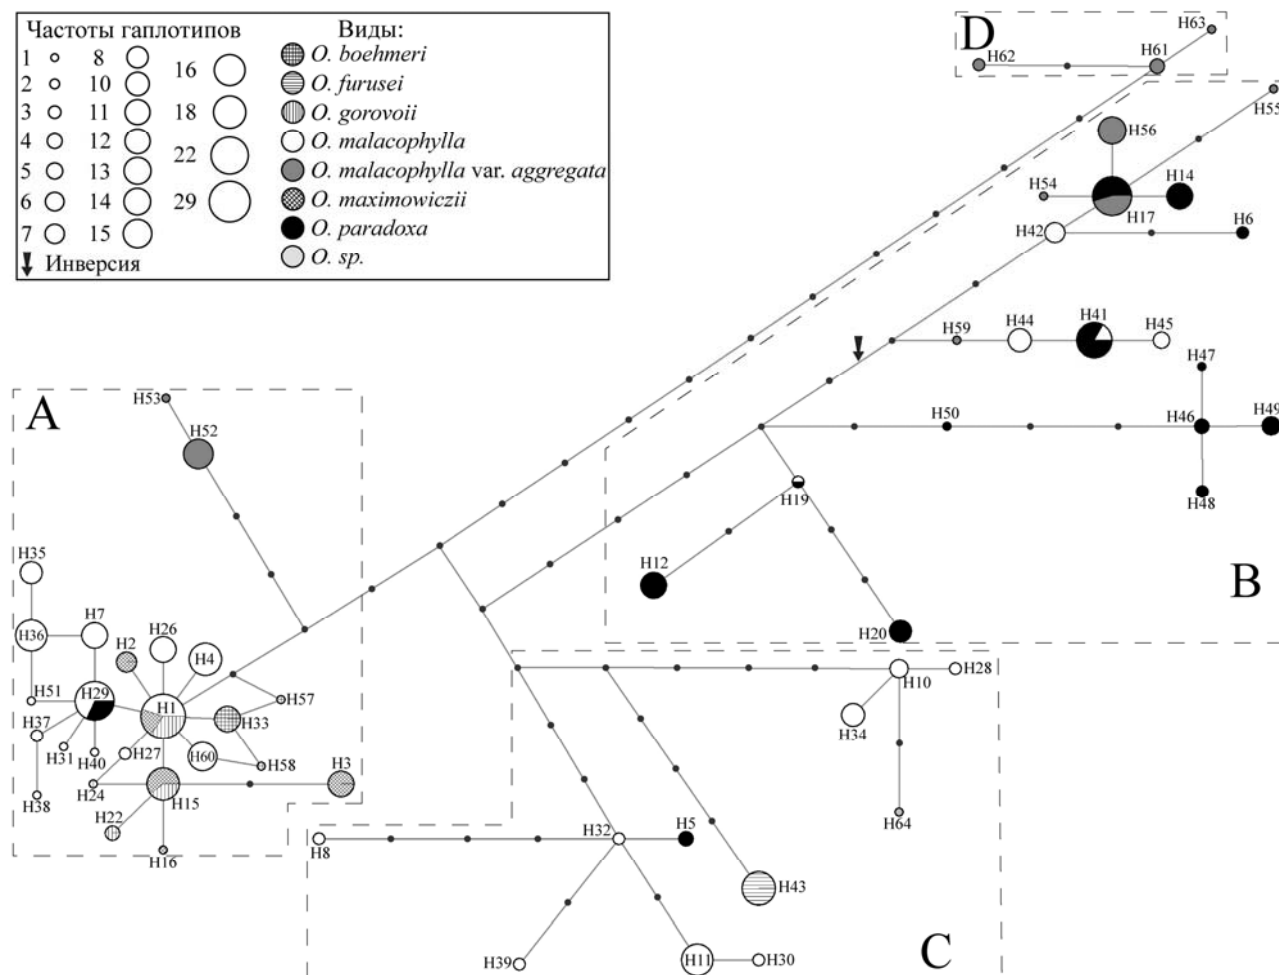 Частоты гаплотипов
Виды:
1 8 16
2 10
3 11 18
4 12
5 13 22
6 14 29
7 15
Инверсия
O. boehmeri
O. furusei
O. gorovoii
O. malacophylla
O. malacophylla var. aggregata
O. maximowiczii
O. paradoxa
O. sp.
D
H63
H62
H61
H55
H56
H54
H14
H17
H42
H6
H59
H44
H41
H45
H47
H50
H46
H49
H48
H19
H12
H20
B
A
H53
H52
H35
H36
H7
H2
H26
H4
H51
H29
H1
H57
H33
H37
H31
H40
H27
H60
H58
H38
H24
H15
H3
H22
H16
H10
H28
H34
H64
H8
H32
H5
H43
H39
H11
H30
C